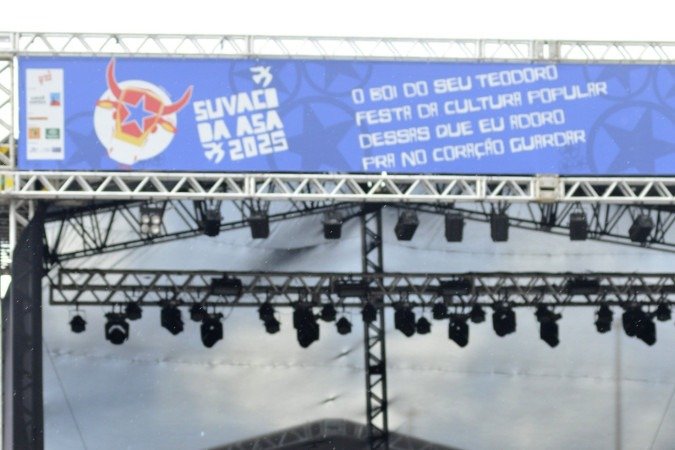 SUVACO
DA ASA
2025
O BOI DO SEU TEODORO
FESTA DA CULTURA POPULAR
DESSAS QUE EU ADORO
PRA NO CORAÇÃO GUARDAR